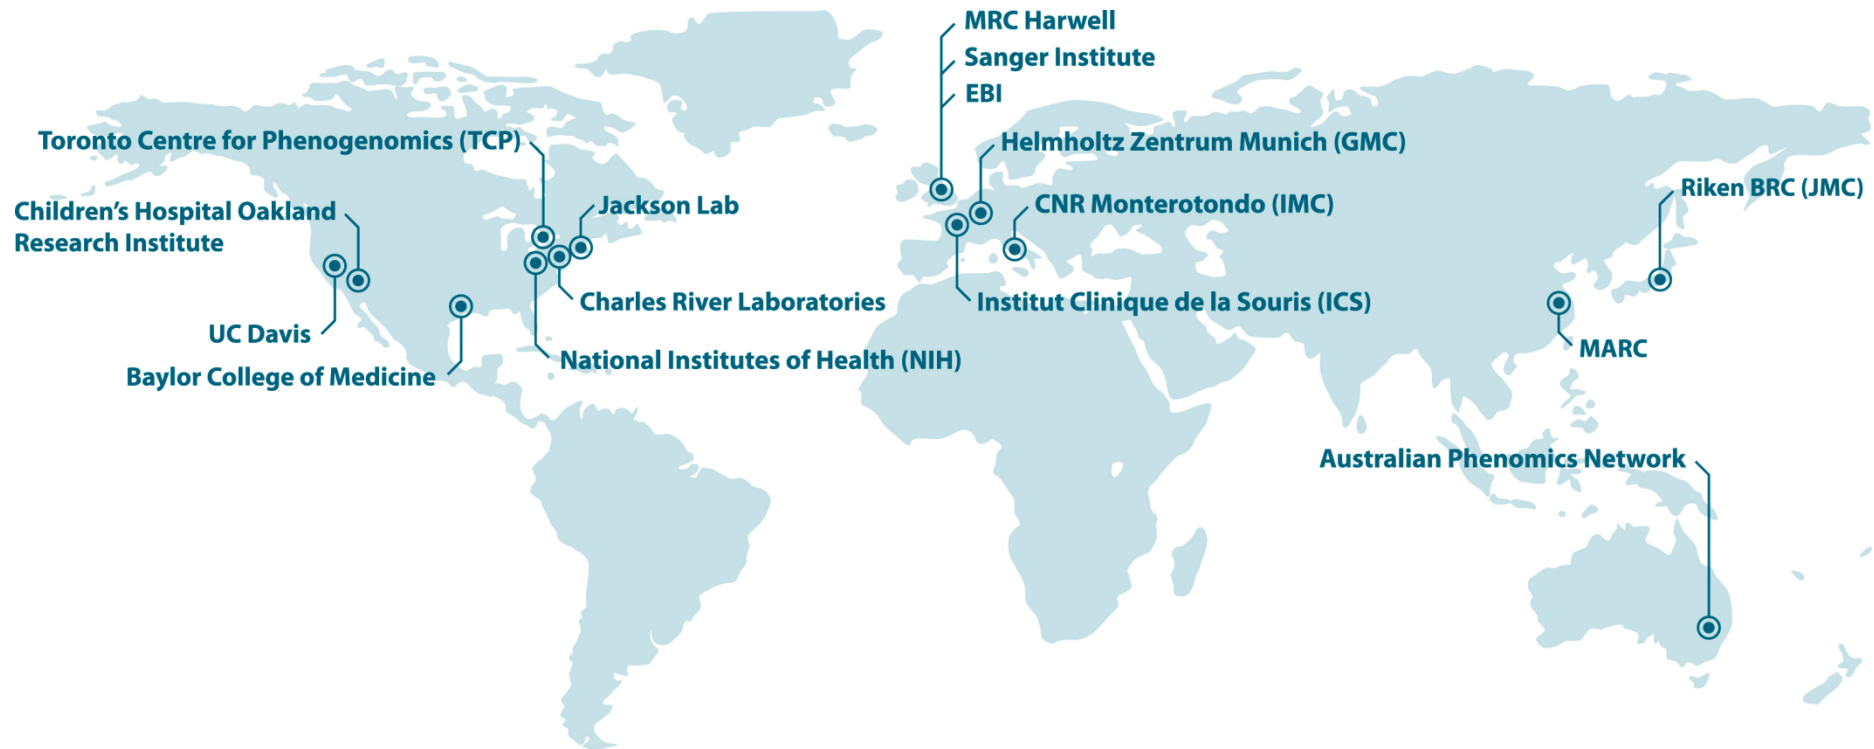 MRC Harwell
Sanger Institute
EBI
Toronto Centre for Phenogenomics (TCP)
Helmholtz Zentrum Munich (GMC)
Riken BRC (JMC)
Children’s Hospital Oakland
Research Institute
Jackson Lab
CNR Monterotondo (IMC)
Charles River Laboratories
Institut Clinique de la Souris (ICS)
UC Davis
MARC
National Institutes of Health (NIH)
Baylor College of Medicine
Australian Phenomics Network